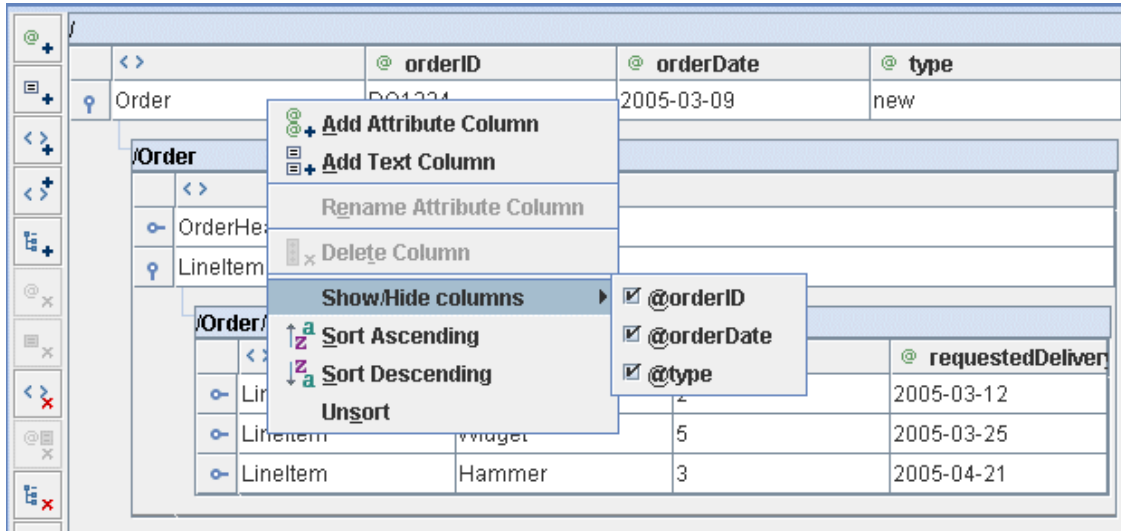 /
< > @ orderID @ orderDate @ type
Order 2005-03-09 new
Add Attribute Column
/Order Add Text Column
< > Rename Attribute Column
OrderHea
LineItem Delete Column
Show/Hide columns @orderID
/Order/ Sort Ascending @orderDate
< @ requestedDelivery
Sort Descending @type
2005-03-12
Unsort
LineItem Widget 5 2005-03-25
LineItem Hammer 3 2005-04-21